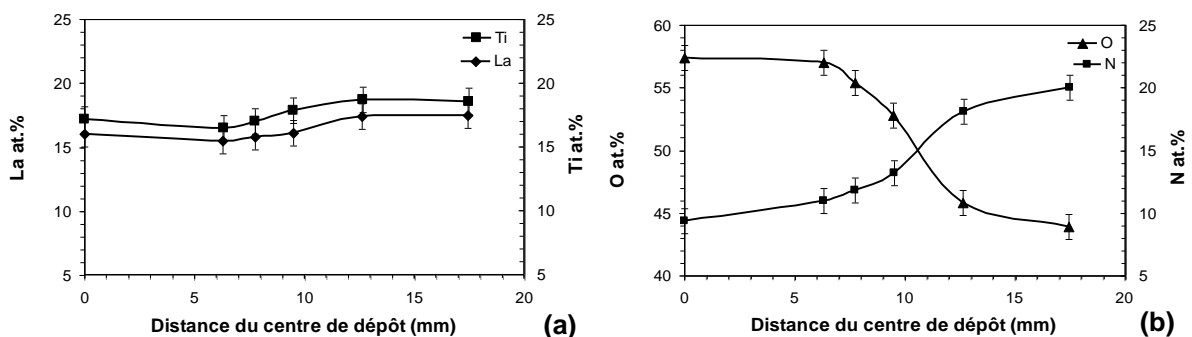 25
20
15
10
5
La at.%
0 5 10 15 20
Distance du centre de dépôt (mm)
Ti
La
25
20
15
10
5
Ti at.%
(a)
60
55
50
45
40
O at.%
0 5 10 15 20
Distance du centre de dépôt (mm)
O
N
25
20
15
10
5
N at.%
(b)